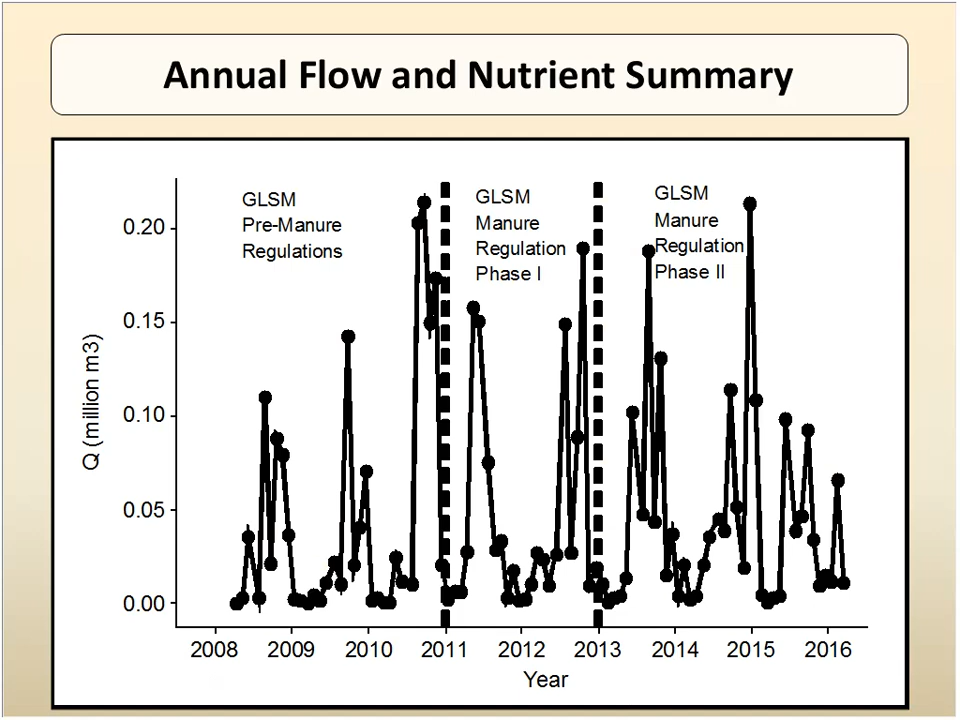 Annual Flow and Nutrient Summary
GLSM
Pre-Manure
Regulations
GLSM
Manure
Regulation
Phase I
GLSM
Manure
Regulation
Phase II
0.20
0.15
0.10
0.05
0.00
Q (million m3)
2008 2009 2010 2011 2012 2013 2014 2015 2016
Year